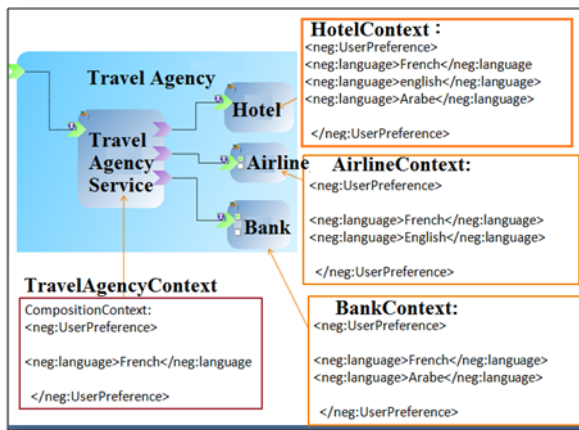 HotelContext :
<neg:UserPreference>
<neg:language>French</neg:language
<neg:language>english</neg:language>
<neg:language>Arabe</neg:language>
</neg:UserPreference>
Travel Agency
Hotel
Travel
Agency
Service
Airline
Bank
AirlineContext:
<neg:UserPreference>
<neg:language>French</neg:language>
<neg:language>English</neg:language>
</neg:UserPreference>
TravelAgencyContext
CompositionContext:
<neg:UserPreference>
<neg:language>French</neg:language
</neg:UserPreference>
BankContext:
<neg:UserPreference>
<neg:language>French</neg:language>
<neg:language>Arabe</neg:language>
</neg:UserPreference>